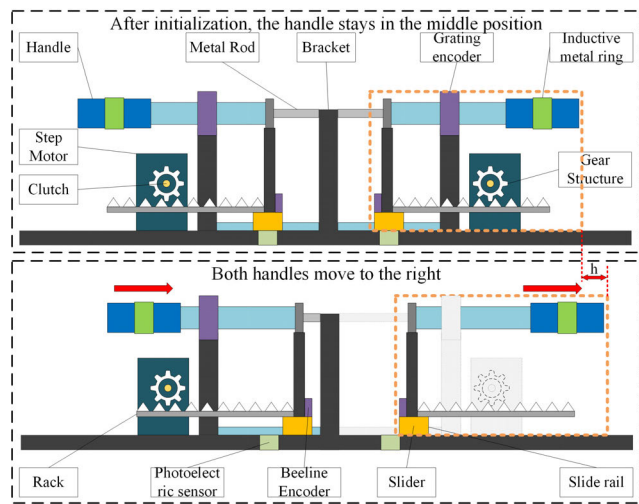 After initialization, the handle stays in the middle position
Handle
Metal Rod
Bracket
Grating
encoder
Inductive
metal ring
Step
Motor
Clutch
Gear
Structure
Both handles move to the right
h
Rack
Photoelect
ric sensor
Beeline
Encoder
Slider
Slide rail